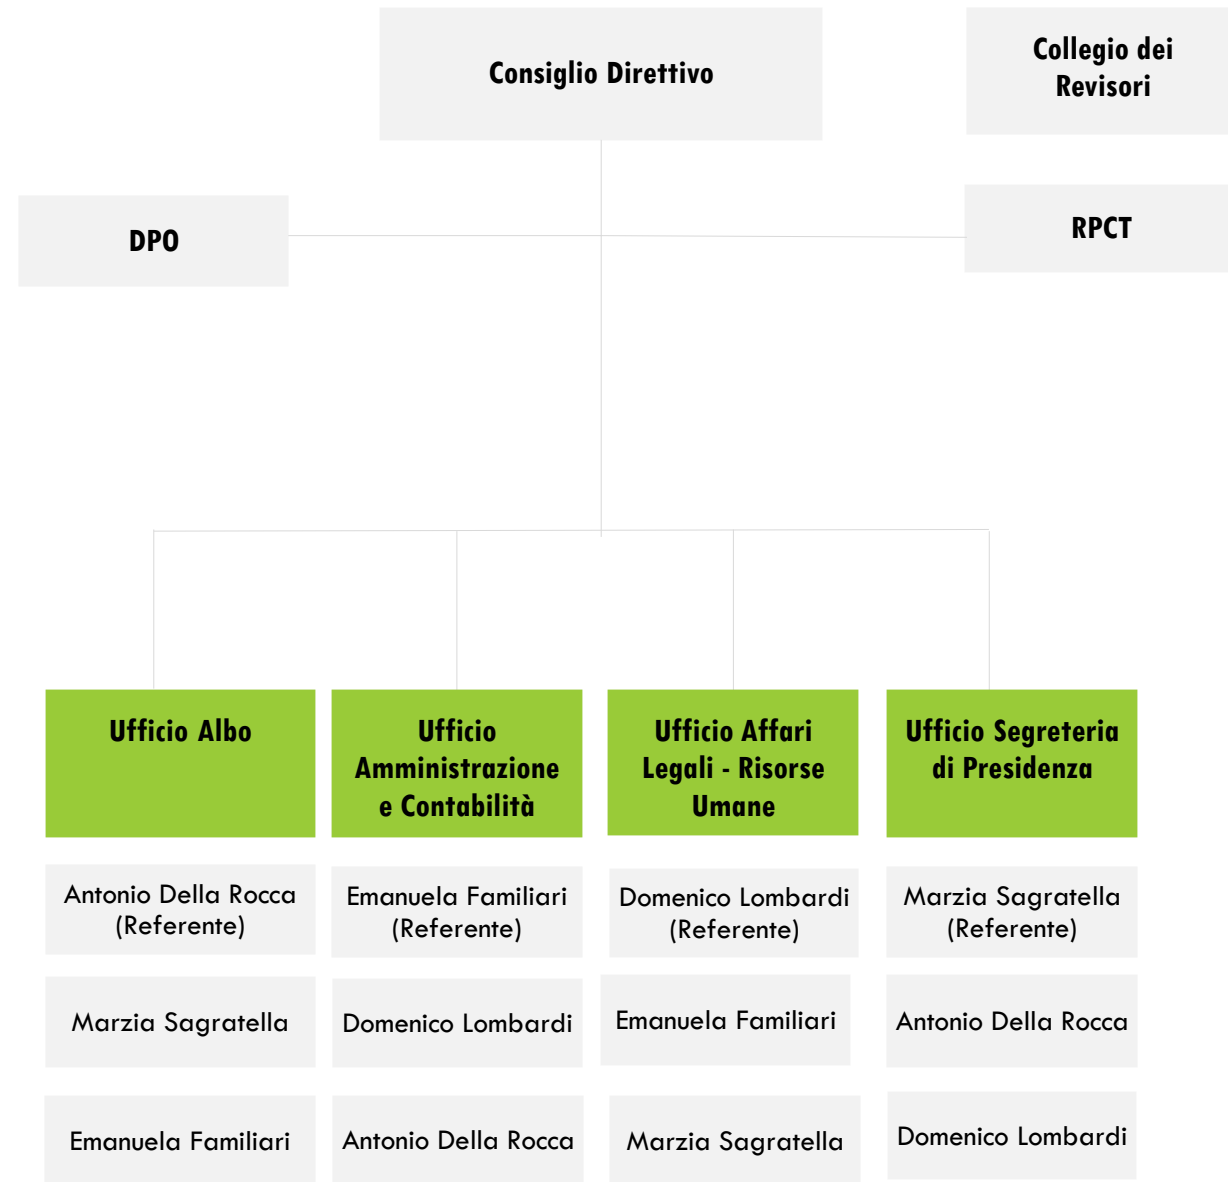 Consiglio Direttivo
Collegio dei
Revisori
DPO
RPCT
Ufficio Albo
Ufficio
Amministrazione
e Contabilità
Ufficio Affari
Legali - Risorse
Umane
Ufficio Segreteria
di Presidenza
Antonio Della Rocca
(Referente)
Emanuela Familiari
(Referente)
Domenico Lombardi
(Referente)
Marzia Sagratella
(Referente)
Marzia Sagratella
Domenico Lombardi
Emanuela Familiari
Antonio Della Rocca
Emanuela Familiari
Antonio Della Rocca
Marzia Sagratella
Domenico Lombardi